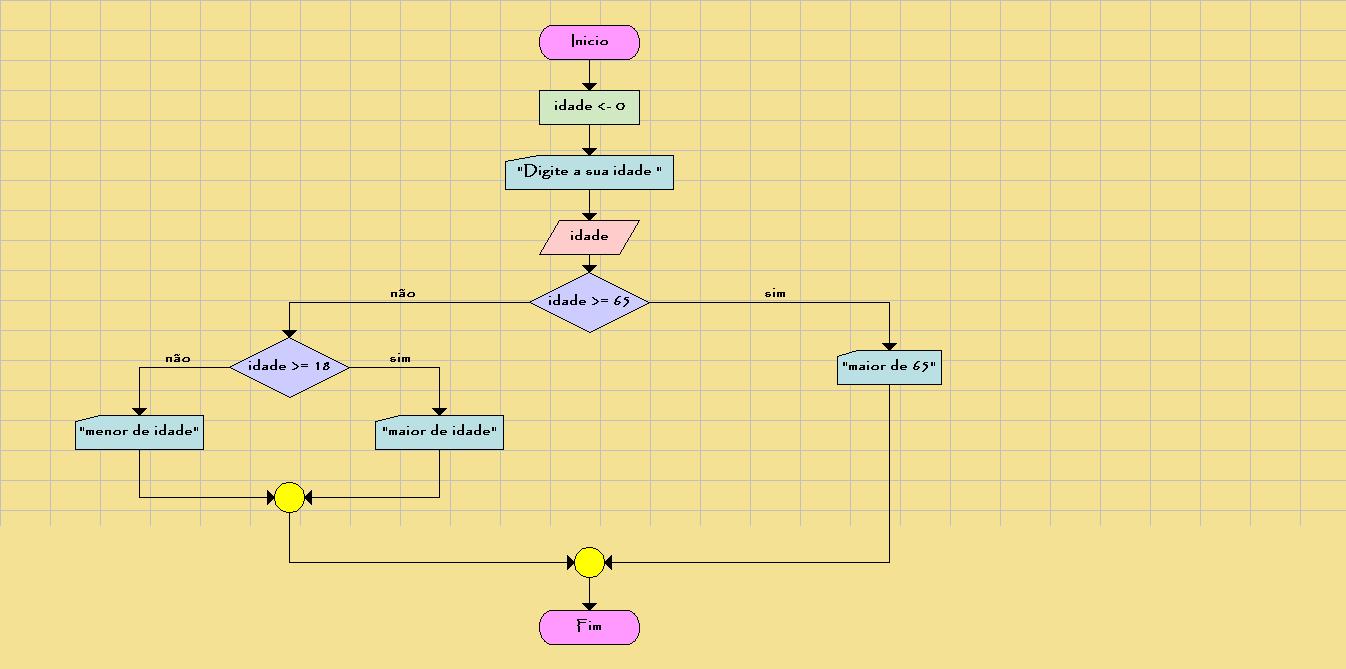 Inicio
idade <- 0
"Digite a sua idade "
idade
idade >= 65
não
sim
idade >= 18
não
sim
"maior de 65"
"menor de idade"
"maior de idade"
Fim